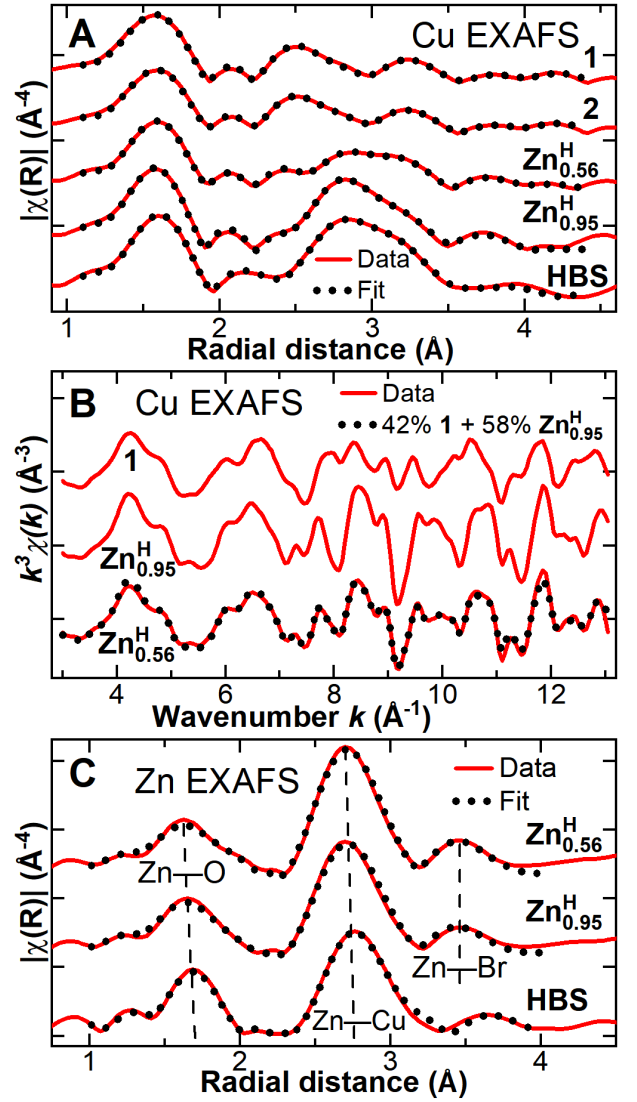 A
Cu EXAFS
1
2
Zn^H_0.56
Zn^H_0.95
HBS
Data
Fit
|χ(R)| (Å-4)
1 2 3 4
Radial distance (Å)
B
Cu EXAFS
Data
42% 1 + 58% Zn^H_0.95
1
Zn^H_0.95
Zn^H_0.56
k3χ(k) (Å-3)
4 6 8 10 12
Wavenumber k (Å-1)
C
Zn EXAFS
Data
Fit
Zn^H_0.56
Zn—O
Zn^H_0.95
Zn—Br
HBS
Zn—Cu
|χ(R)| (Å-4)
1 2 3 4
Radial distance (Å)